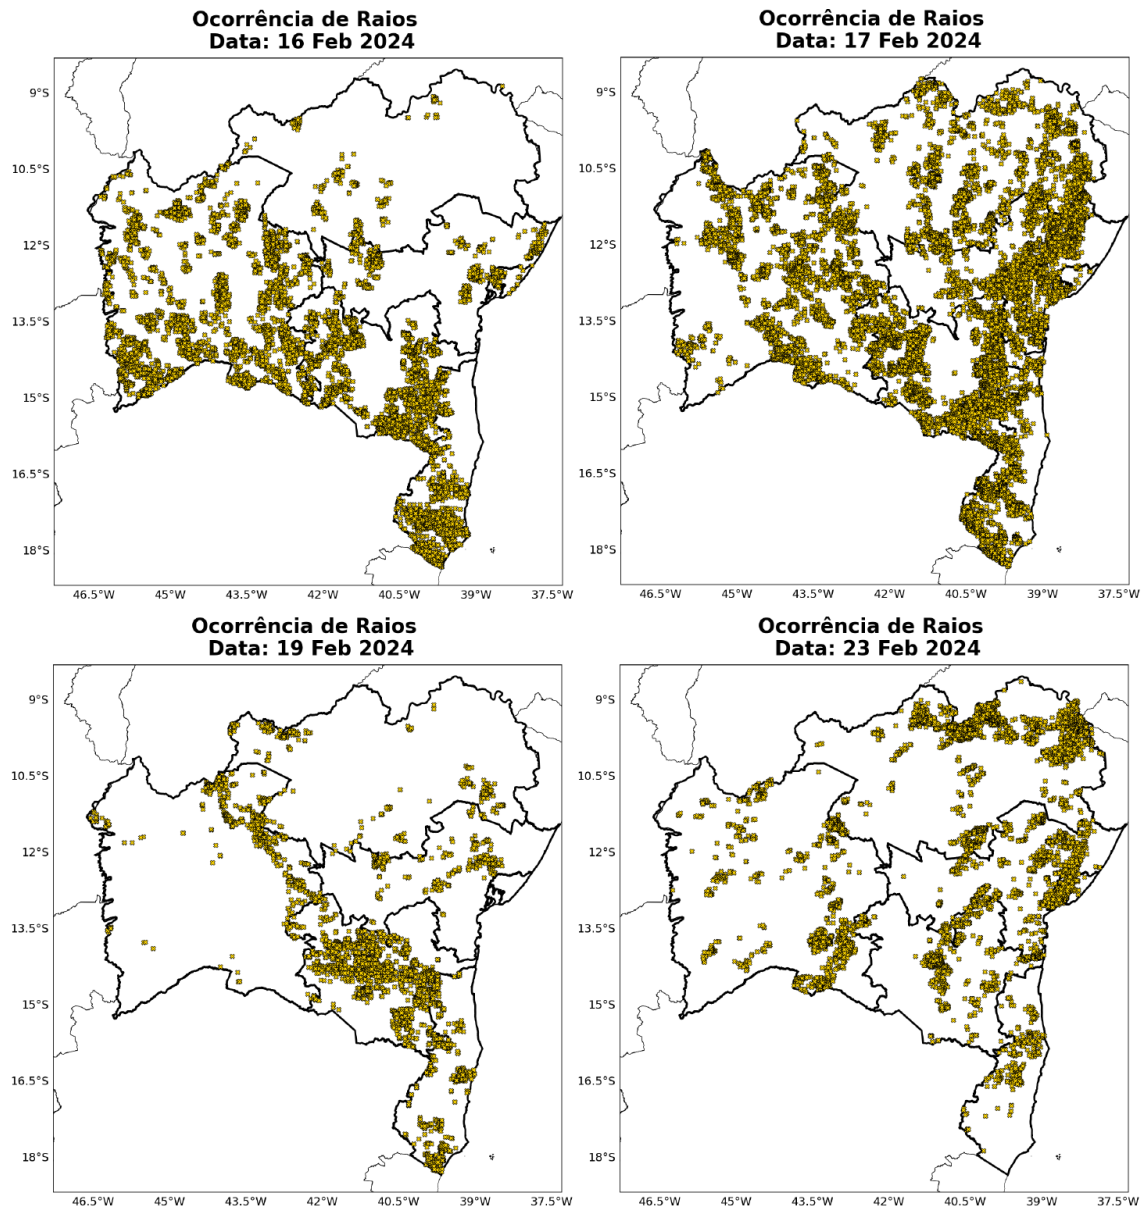 Ocorrência de Raios
Data: 16 Feb 2024
9°S
10.5°S
12°S
13.5°S
15°S
16.5°S
18°S
46.5°W 45°W 43.5°W 42°W 40.5°W 39°W 37.5°W
Ocorrência de Raios
Data: 17 Feb 2024
9°S
10.5°S
12°S
13.5°S
15°S
16.5°S
18°S
46.5°W 45°W 43.5°W 42°W 40.5°W 39°W 37.5°W
Ocorrência de Raios
Data: 19 Feb 2024
9°S
10.5°S
12°S
13.5°S
15°S
16.5°S
18°S
46.5°W 45°W 43.5°W 42°W 40.5°W 39°W 37.5°W
Ocorrência de Raios
Data: 23 Feb 2024
9°S
10.5°S
12°S
13.5°S
15°S
16.5°S
18°S
46.5°W 45°W 43.5°W 42°W 40.5°W 39°W 37.5°W